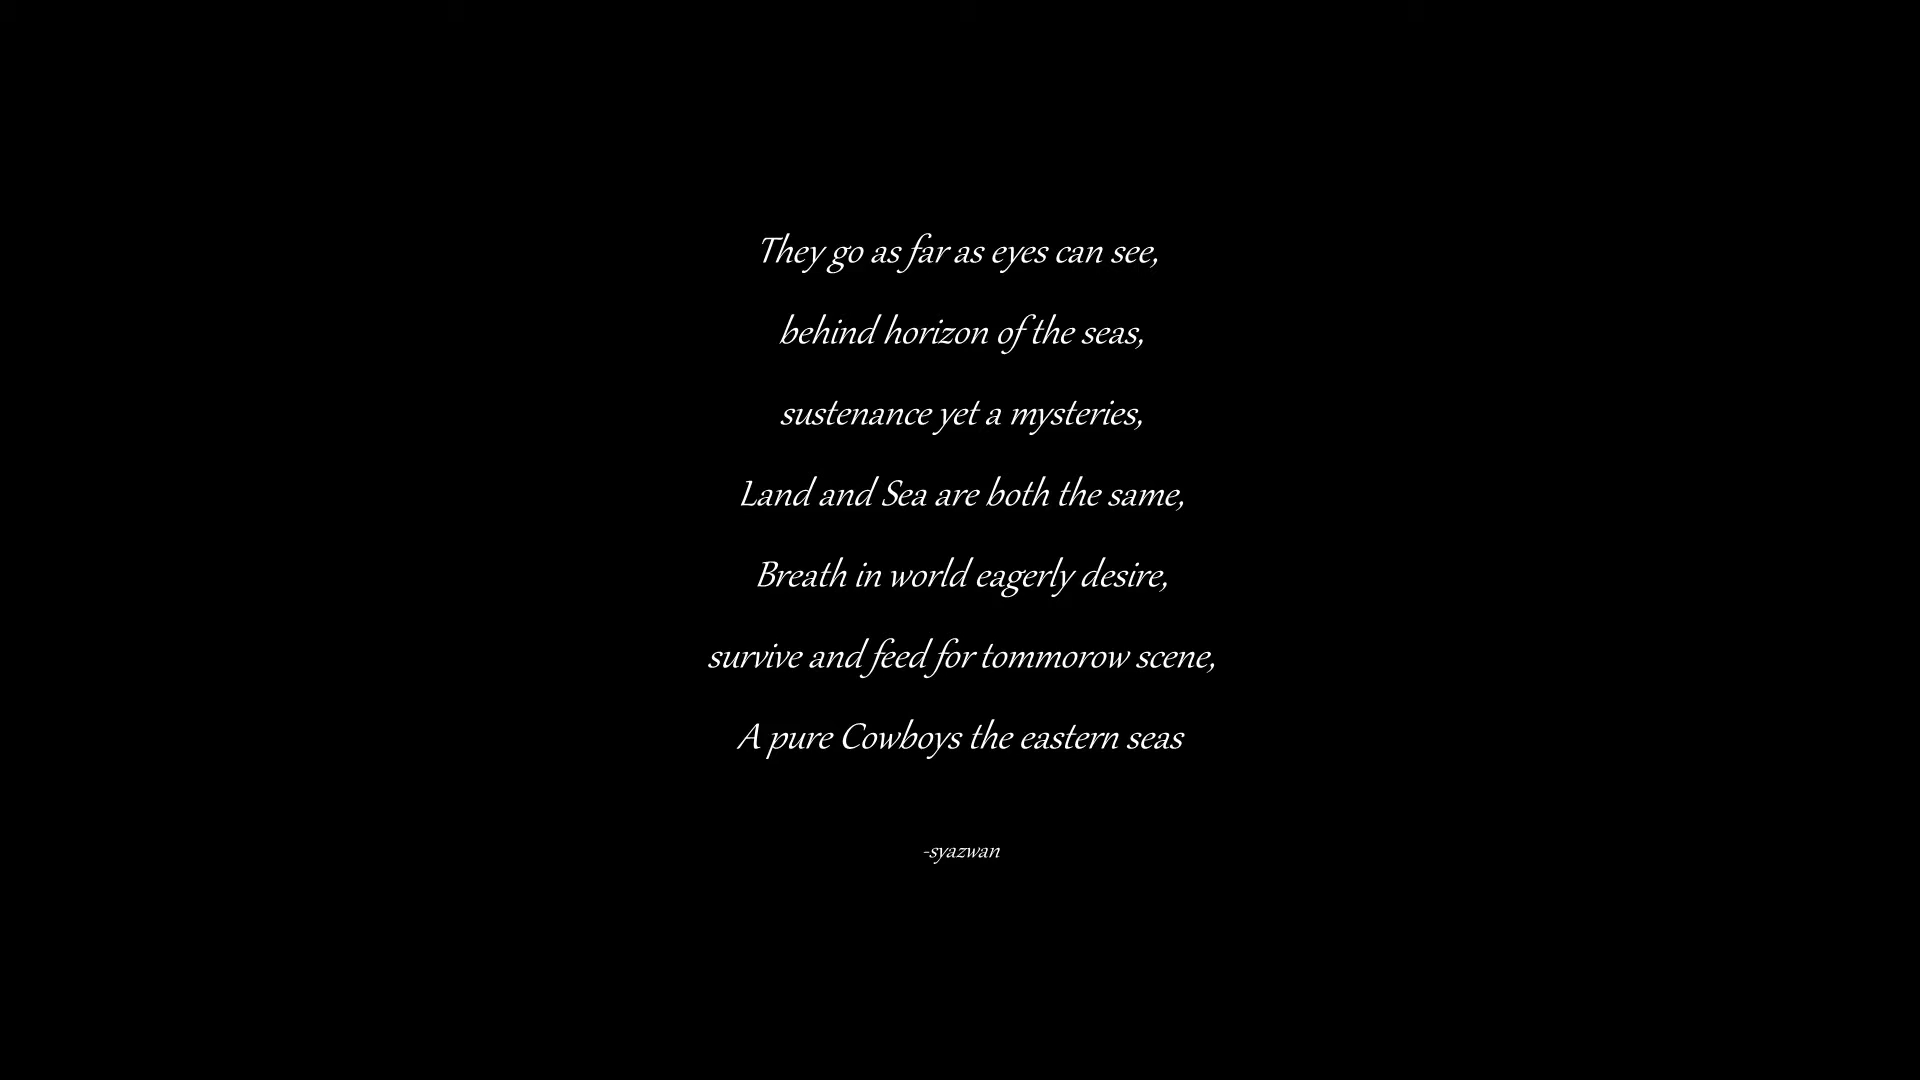 They go as far as eyes can see,
behind horizon of the seas,
sustenance yet a mysteries,
Land and Sea are both the same,
Breath in world eagerly desire,
survive and feed for tommorow scene,
A pure Cowboys the eastern seas
-syazwan